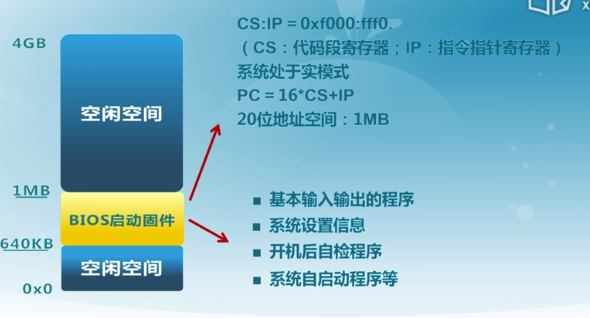 CS:IP = 0xf000:fff0.
（CS：代码段寄存器；IP：指令指针寄存器）
系统处于实模式
PC = 16*CS+IP
20位地址空间：1MB
4GB
空闲空间
1MB
BIOS启动固件
640KB
空闲空间
0x0
■ 基本输入输出的程序
■ 系统设置信息
■ 开机后自检程序
■ 系统自启动程序等